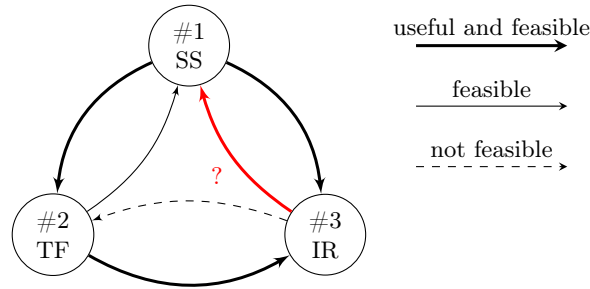 #1
SS
useful and feasible
feasible
not feasible
?
#2
TF
#3
IR